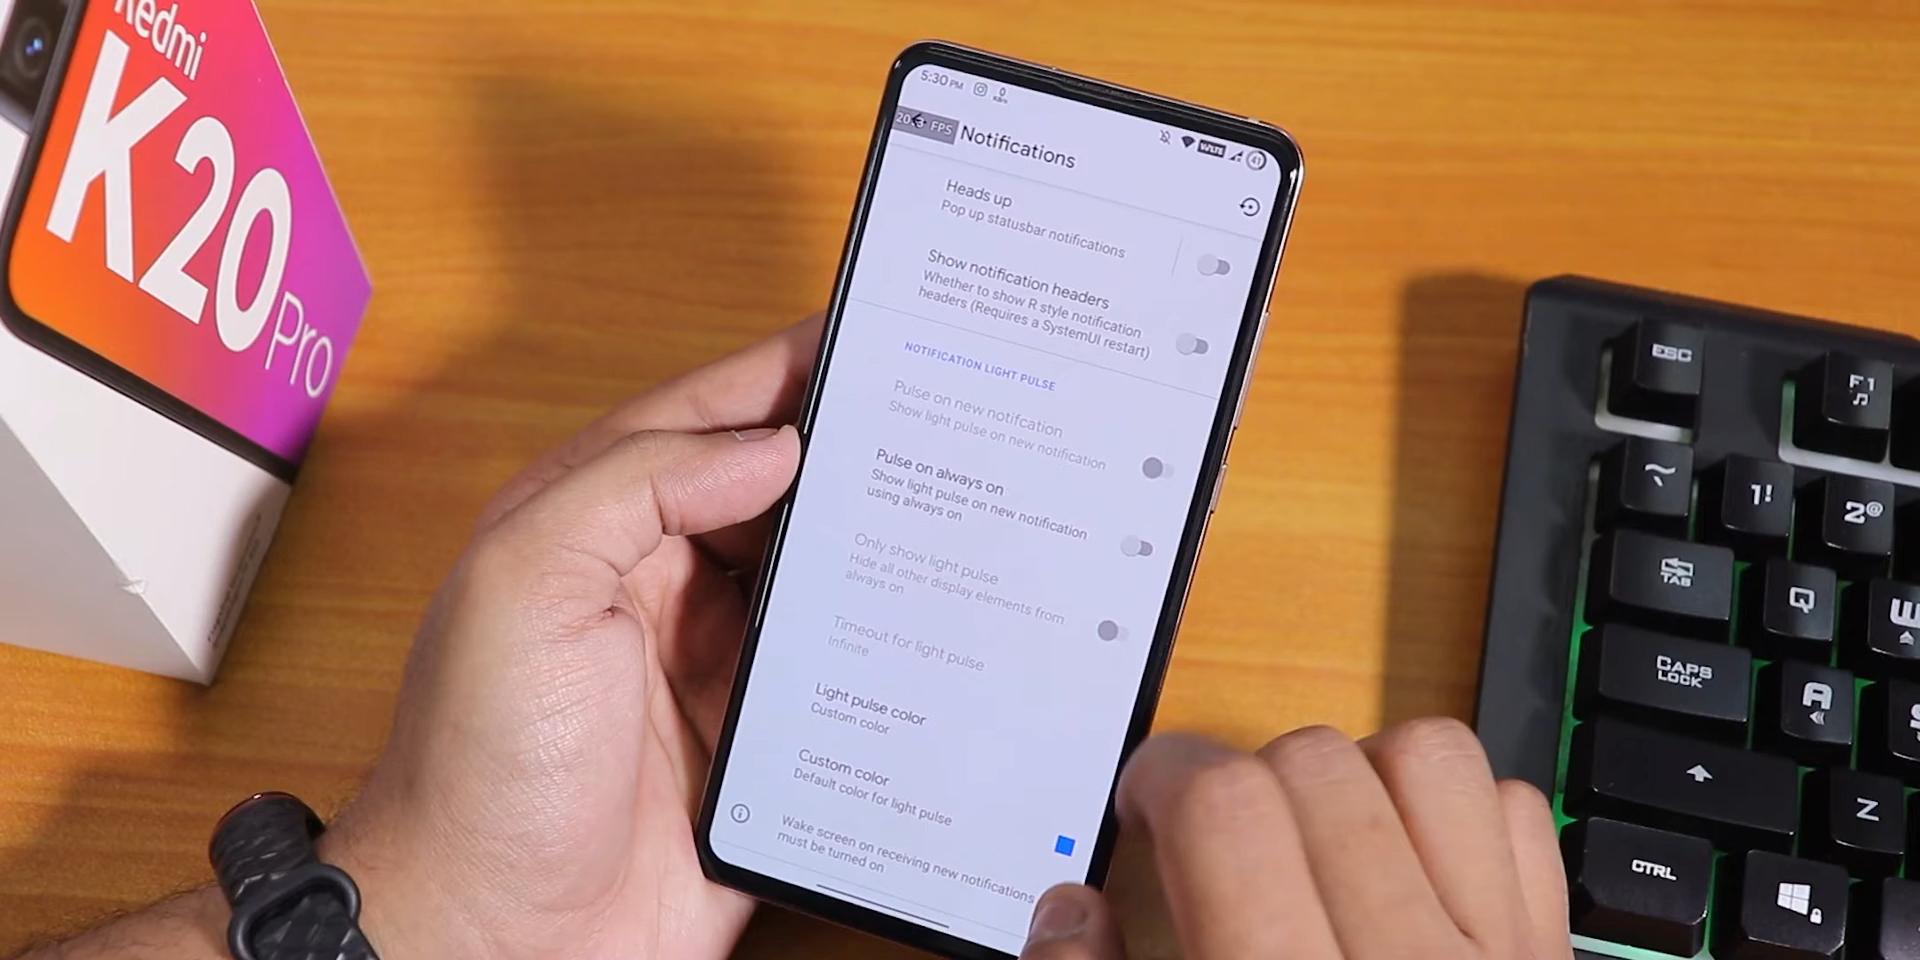 Redmi
K20
Pro
5:30 PM
0
KB/s
FPS
Notifications
VoLTE
41
Heads up
Pop up statusbar notifications
Show notification headers
Whether to show R style notification
headers (Requires a SystemUI restart)
NOTIFICATION LIGHT PULSE
Pulse on new notification
Show light pulse on new notification
Pulse on always on
Show light pulse on new notification
using always on
Only show light pulse
Hide all other display elements from
always on
Timeout for light pulse
Infinite
Light pulse color
Custom color
Custom color
Default color for light pulse
Wake screen on receiving new notifications
must be turned on
ESC
F1
~
1!
2@
TAB
Q
W
CAPS
LOCK
A
S
Z
CTRL